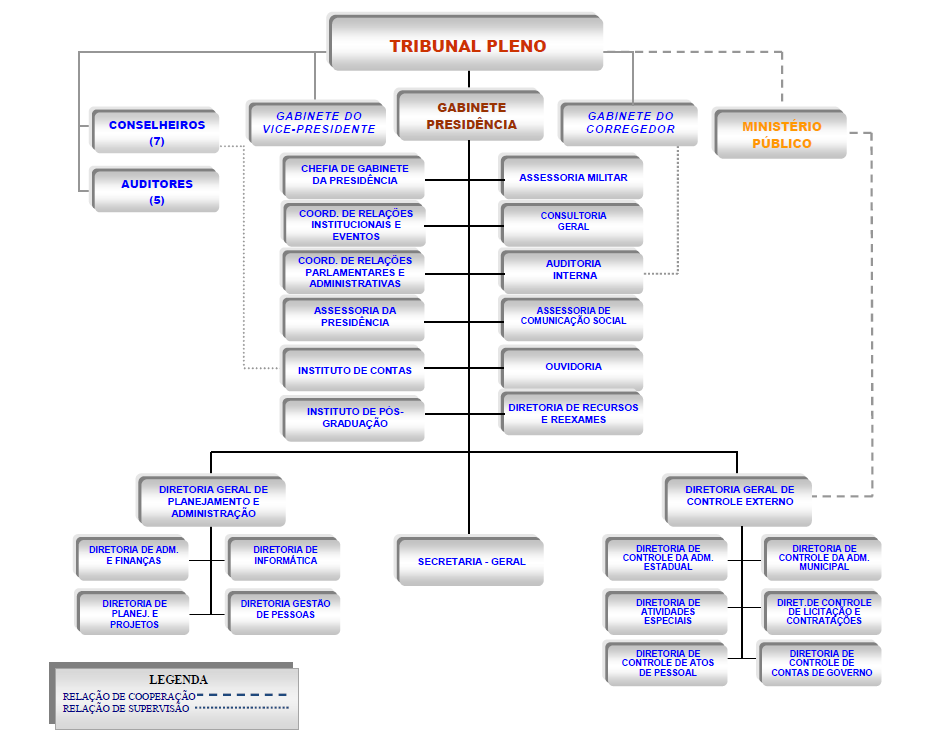 TRIBUNAL PLENO
CONSELHEIROS
(7)
AUDITORES
(5)
GABINETE DO
VICE-PRESIDENTE
GABINETE
PRESIDÊNCIA
GABINETE DO
CORREGEDOR
MINISTÉRIO
PÚBLICO
CHEFIA DE GABINETE
DA PRESIDÊNCIA
ASSESSORIA MILITAR
COORD. DE RELAÇÕES
INSTITUCIONAIS E
EVENTOS
CONSULTORIA
GERAL
COORD. DE RELAÇÕES
PARLAMENTARES E
ADMINISTRATIVAS
AUDITORIA
INTERNA
ASSESSORIA DA
PRESIDÊNCIA
ASSESSORIA DE
COMUNICAÇÃO SOCIAL
INSTITUTO DE CONTAS
OUVIDORIA
INSTITUTO DE PÓS-
GRADUAÇÃO
DIRETORIA DE RECURSOS
E REEXAMES
DIRETORIA GERAL DE
PLANEJAMENTO E
ADMINISTRAÇÃO
DIRETORIA DE ADM.
E FINANÇAS
DIRETORIA DE
INFORMÁTICA
DIRETORIA DE
PLANEJ. E
PROJETOS
DIRETORIA GESTÃO
DE PESSOAS
SECRETARIA - GERAL
DIRETORIA GERAL DE
CONTROLE EXTERNO
DIRETORIA DE
CONTROLE DA ADM.
ESTADUAL
DIRETORIA DE
CONTROLE DA ADM.
MUNICIPAL
DIRETORIA DE
ATIVIDADES
ESPECIAIS
DIRET.DE CONTROLE
DE LICITAÇÃO E
CONTRATAÇÕES
DIRETORIA DE
CONTROLE DE ATOS
DE PESSOAL
DIRETORIA DE
CONTROLE DE
CONTAS DE GOVERNO
LEGENDA
RELAÇÃO DE COOPERAÇÃO
RELAÇÃO DE SUPERVISÃO